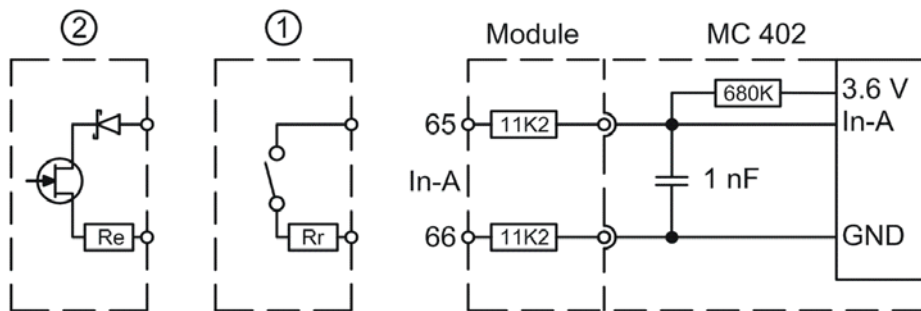 ② ① Module MC 402
680K 3.6 V
65 11K2 In-A
In-A 1 nF
66 11K2 GND
Re Rr